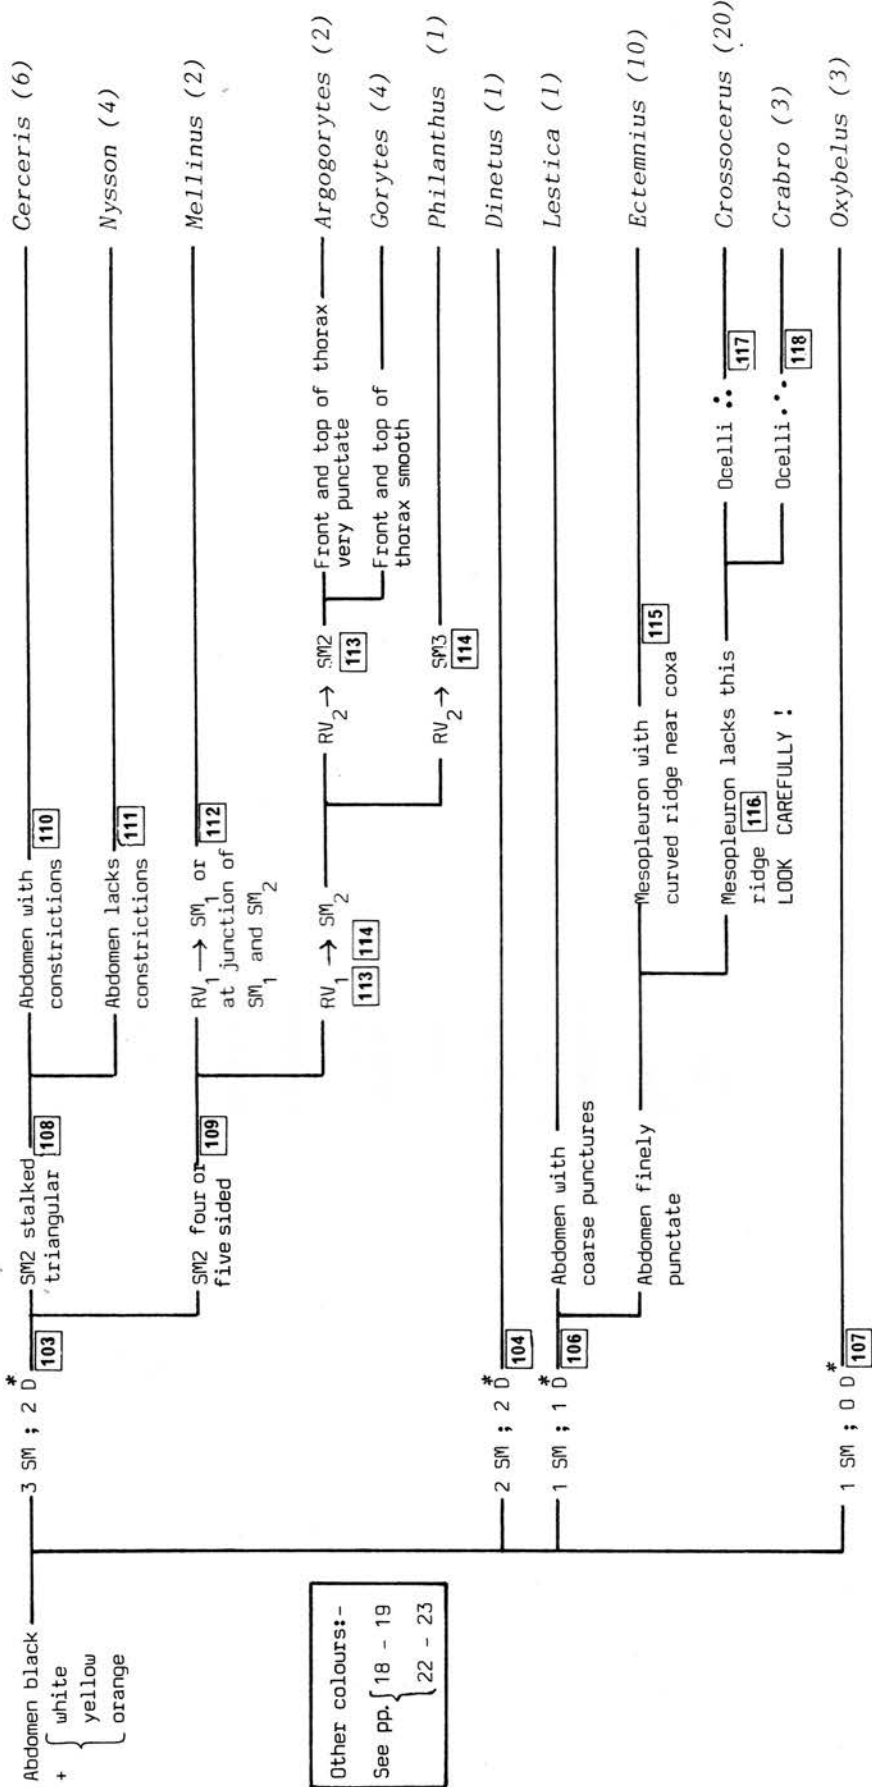 Abdomen black
+ { white
yellow
orange
Other colours:-
See pp. { 18 - 19
22 - 23
3 SM ; 2 D*
103
SM2 stalked
triangular
108
Abdomen with
constrictions
110
Cerceris (6)
Abdomen lacks
constrictions
111
Nysson (4)
SM2 four or
five sided
109
RV1 → SM1 or
at junction of
SM1 and SM2
112
Mellinus (2)
RV1 → SM2
113 114
RV2 → SM2
113
Front and top of thorax
very punctate
Argogorytes (2)
Front and top of
thorax smooth
Gorytes (4)
RV2 → SM3
114
Philanthus (1)
2 SM ; 2 D*
104
Dinetus (1)
1 SM ; 1 D*
106
Abdomen with
coarse punctures
Lestica (1)
Abdomen finely
punctate
Mesopleuron with
curved ridge near coxa
115
Ectemnius (10)
Mesopleuron lacks this
ridge 116
LOOK CAREFULLY !
Ocelli
117
Crossocerus (20)
Ocelli
118
Crabro (3)
1 SM ; 0 D*
107
Oxybelus (3)